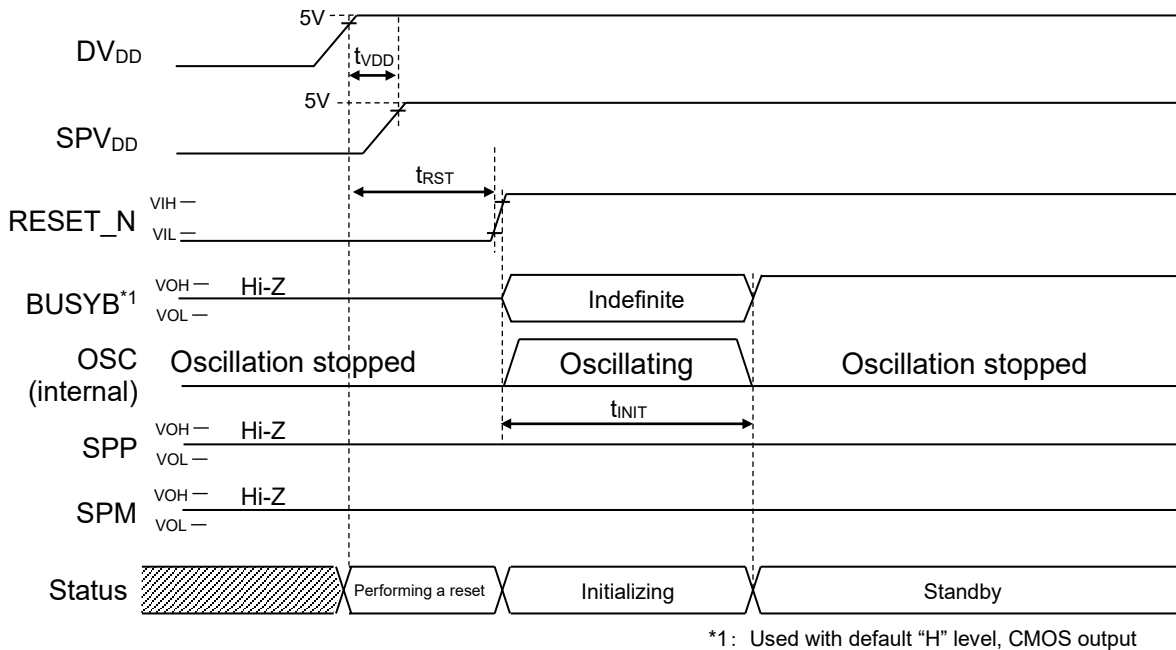 5V
DVDD
tVDD
5V
SPVDD
tRST
VIH
RESET_N
VIL
VOH
Hi-Z
BUSYB*1
Indefinite
VOL
OSC
(internal)
Oscillation stopped
Oscillating
Oscillation stopped
tINIT
VOH
Hi-Z
SPP
VOL
VOH
Hi-Z
SPM
VOL
Status
Performing a reset
Initializing
Standby
*1: Used with default “H” level, CMOS output